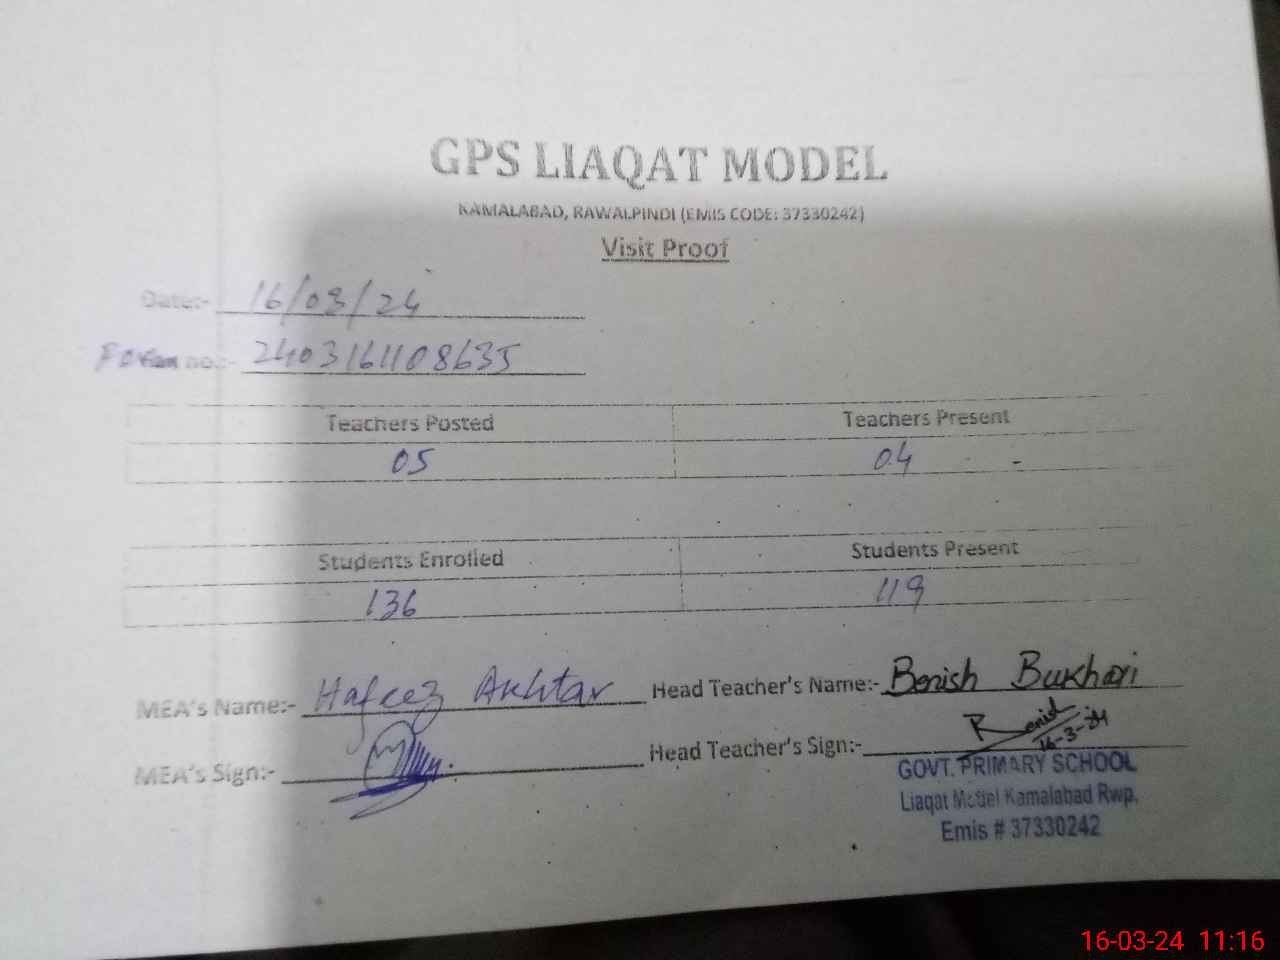 GPS LIAQAT MODEL
KAMALABAD, RAWALPINDI (EMIS CODE: 37330242)
Visit Proof
Date:- 16/03/24
no.:- 2403161108635
Teachers Posted Teachers Present
05 04
Students Enrolled Students Present
136 119
MEA's Name:- Hafeez Akhtar Head Teacher's Name:- Benish Bukhari
MEA's Sign:- Head Teacher's Sign:- Benish
16-3-24
GOVT. PRIMARY SCHOOL
Liaqat Model Kamalabad Rwp.
Emis # 37330242
16-03-24 11:16